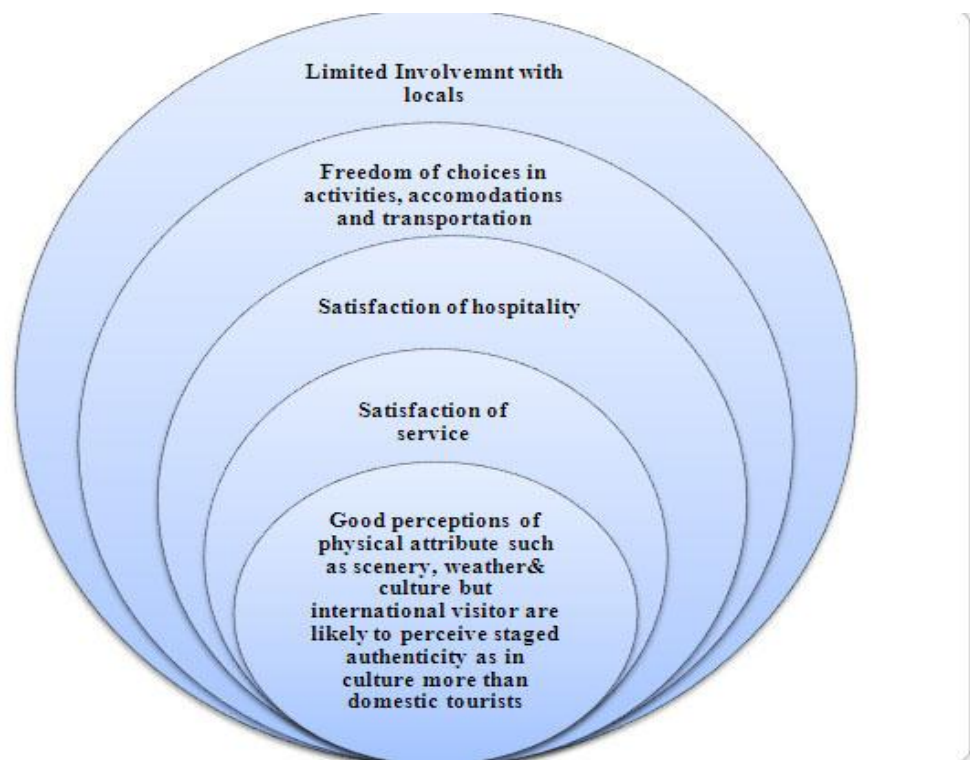 Limited Involvemnt with
locals
Freedom of choices in
activities, accomodations
and transportation
Satisfaction of hospitality
Satisfaction of
service
Good perceptions of
physical attribute such
as scenery, weather&
culture but
international visitor are
likely to perceive staged
authenticity as in
culture more than
domestic tourists